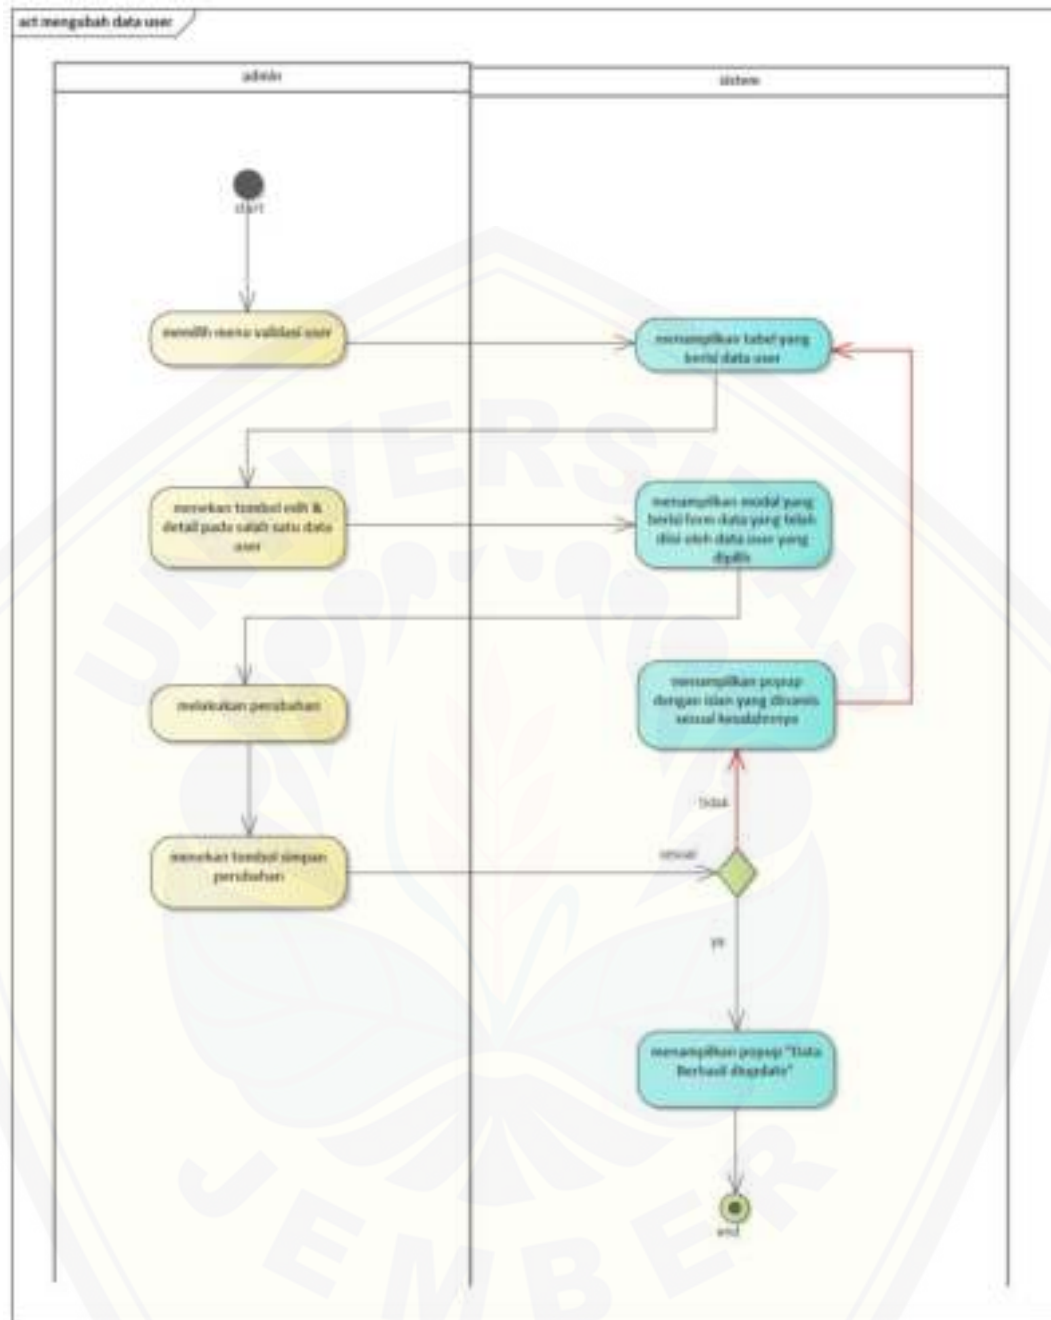 act mengubah data user
admin
sistem
start
memilih menu validasi user
menampilkan tabel yang
berisi data user
menekan tombol edit &
detail pada salah satu data
user
menampilkan modal yang
berisi form data yang telah
diisi oleh data user yang
dipilih
melakukan perubahan
menampilkan popup
dengan isian yang dinamis
sesuai kesalahnnya
tidak
menekan tombol simpan
perubahan
sesuai
ya
menampilkan popup "Data
Berhasil diupdate"
end
UNIVERSITAS
JEMBER